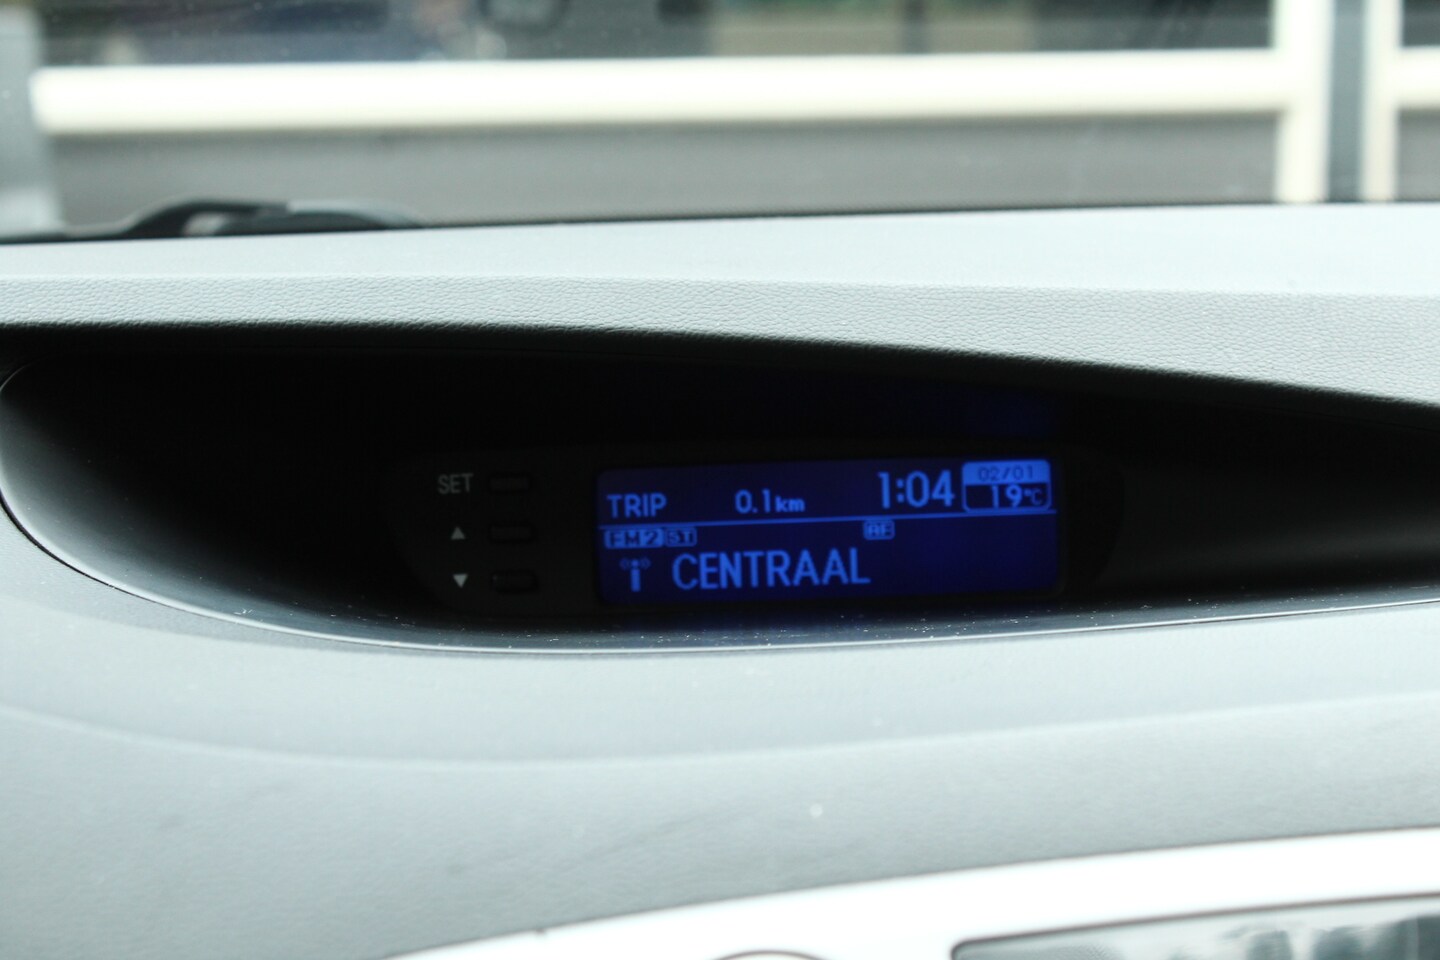 SET
TRIP 0.1km 1:04 02/01
19°C
FM2 ST AF
CENTRAAL